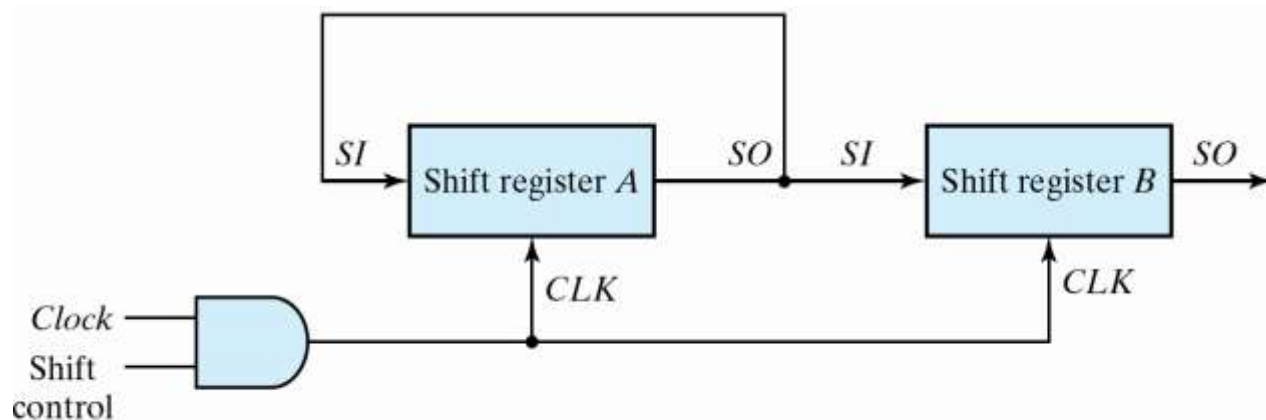 SI
Shift register A
SO
SI
Shift register B
SO
CLK
CLK
Clock
Shift
control